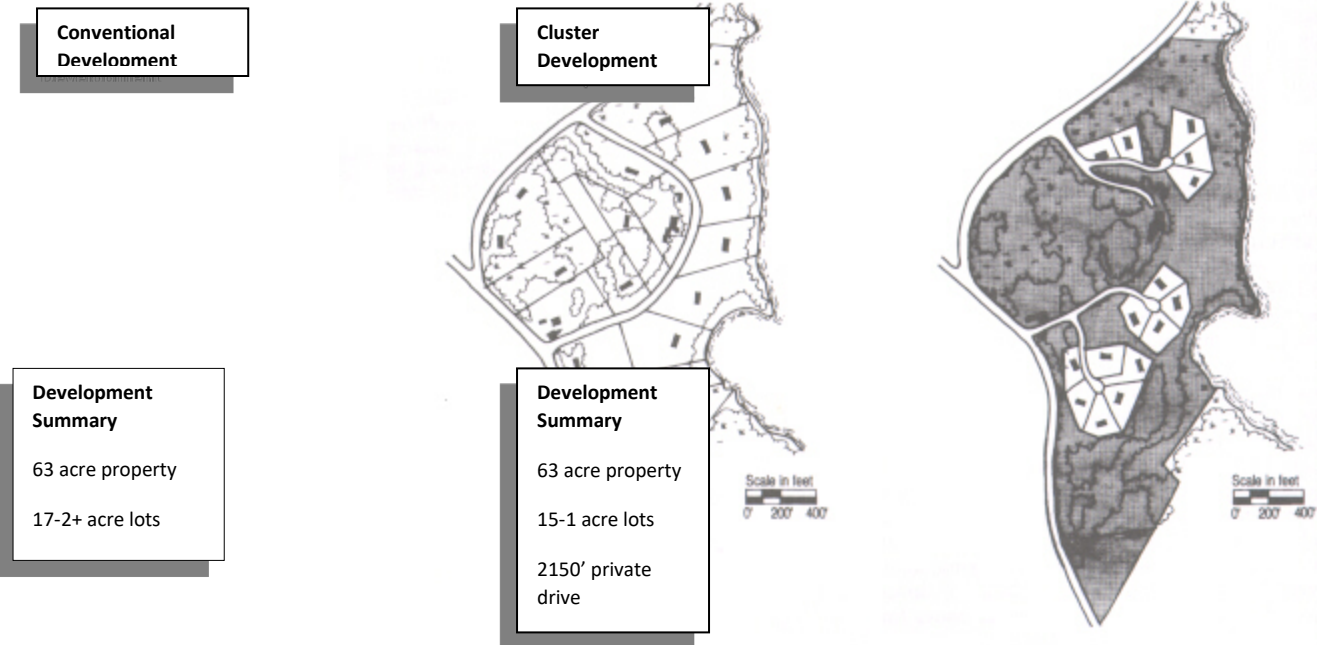 Conventional
Development
Cluster
Development
Development
Summary
63 acre property
17-2+ acre lots
Development
Summary
63 acre property
15-1 acre lots
2150’ private
drive
Scale in feet
0' 200' 400'
Scale in feet
0' 200' 400'